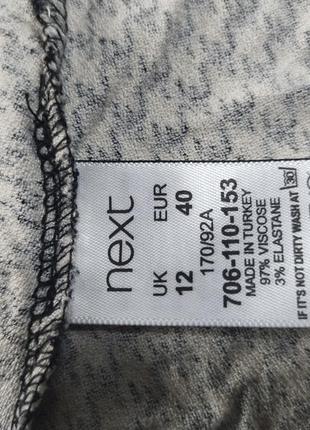 next
UK EUR
12 40
170/92A
706-110-153
MADE IN TURKEY
97% VISCOSE
3% ELASTANE
IF IT'S NOT DIRTY WASH AT 30